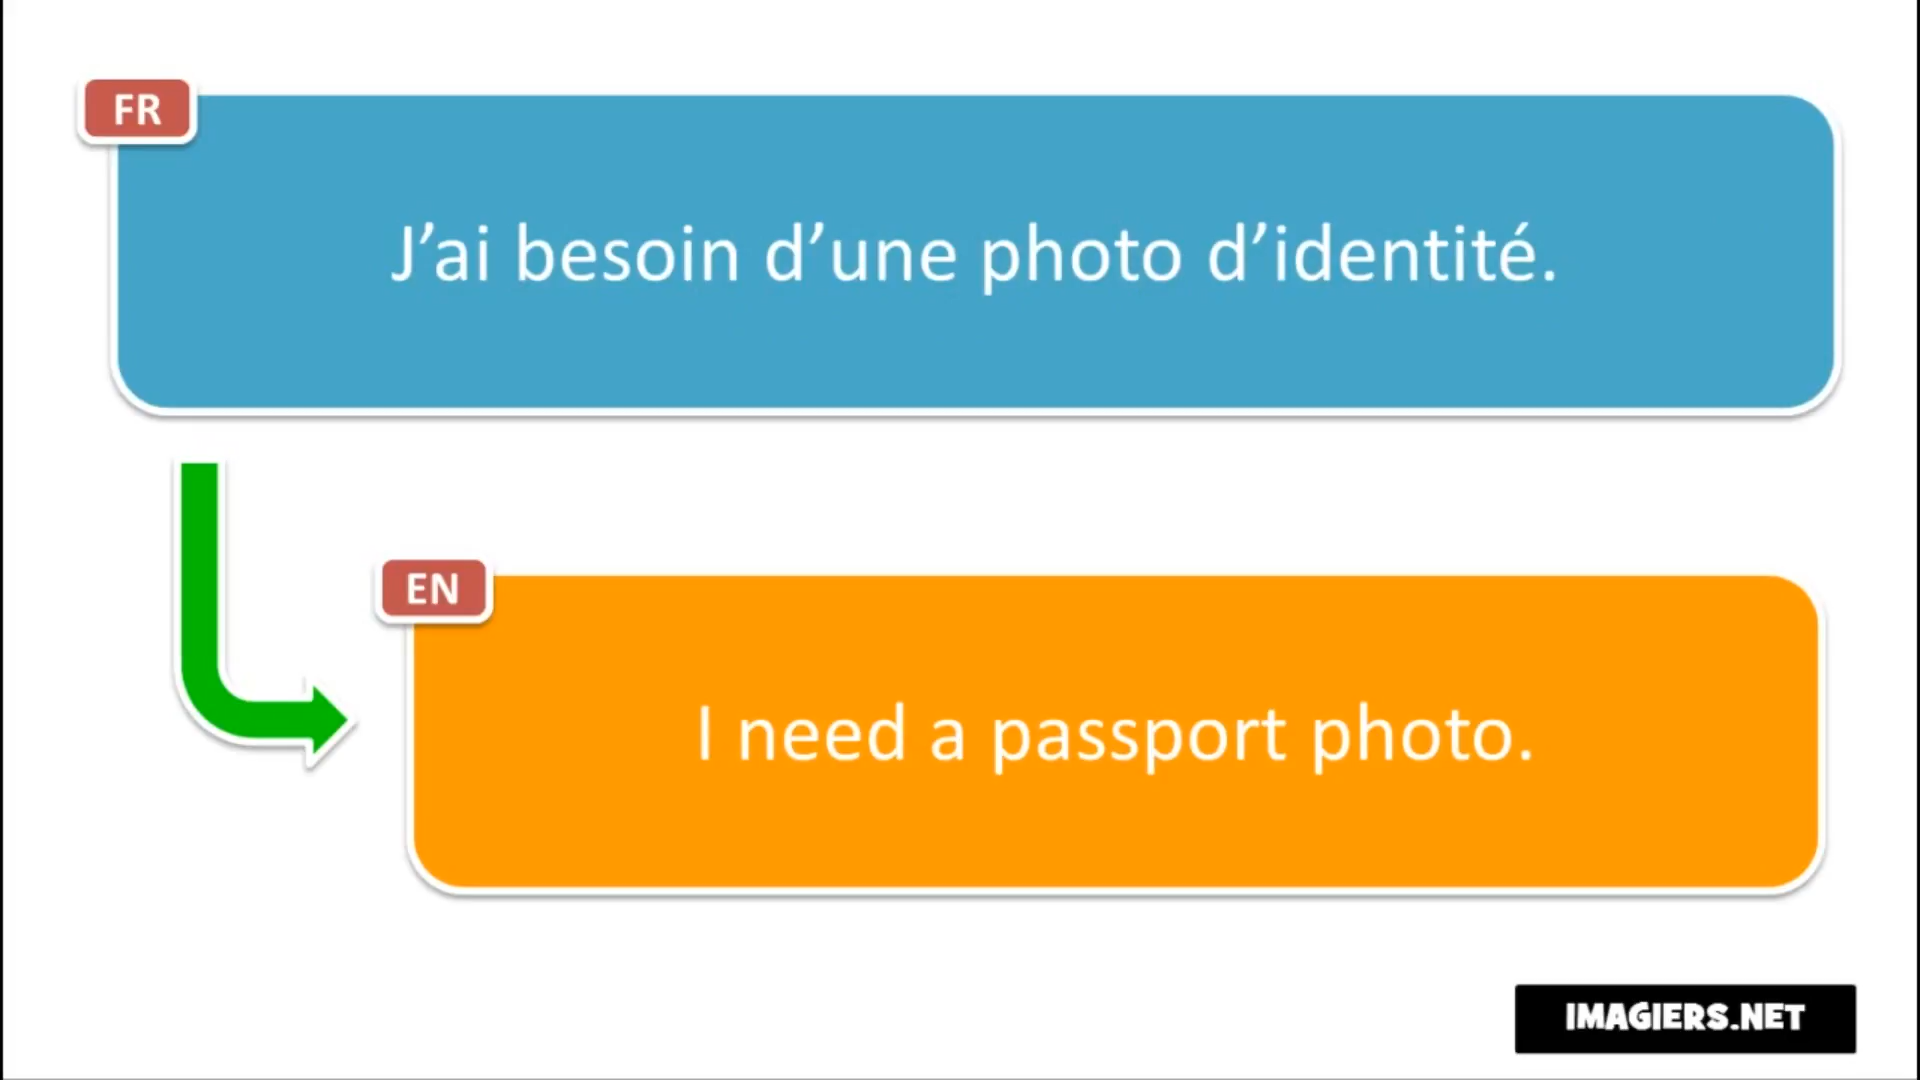 FR
J’ai besoin d’une photo d’identité.
EN
I need a passport photo.
IMAGIERS.NET